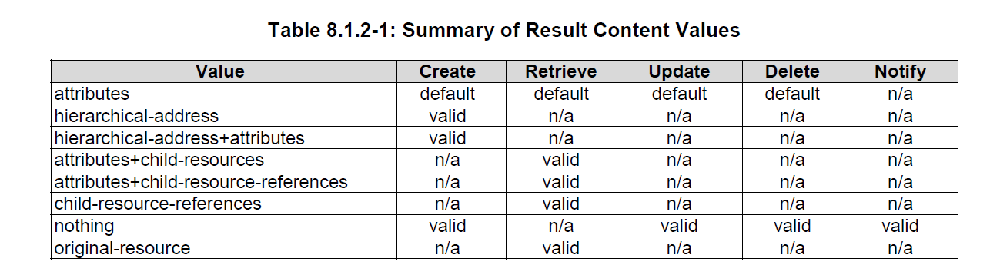 Table 8.1.2-1: Summary of Result Content Values
Value Create Retrieve Update Delete Notify
attributes default default default default n/a
hierarchical-address valid n/a n/a n/a n/a
hierarchical-address+attributes valid n/a n/a n/a n/a
attributes+child-resources n/a valid n/a n/a n/a
attributes+child-resource-references n/a valid n/a n/a n/a
child-resource-references n/a valid n/a n/a n/a
nothing valid n/a valid valid valid
original-resource n/a valid n/a n/a n/a